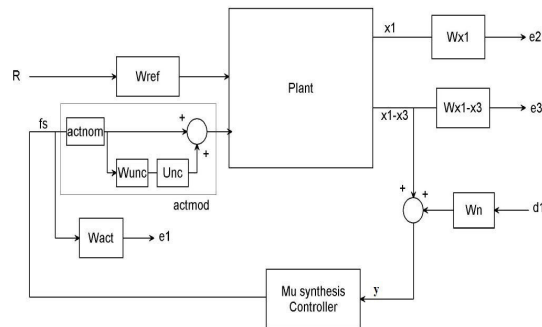 x1
Wx1
e2
R
Wref
Plant
fs
actnom
+
+
x1-x3
Wx1-x3
e3
Wunc
Unc
actmod
+
+
Wn
d1
Wact
e1
Mu synthesis
Controller
y